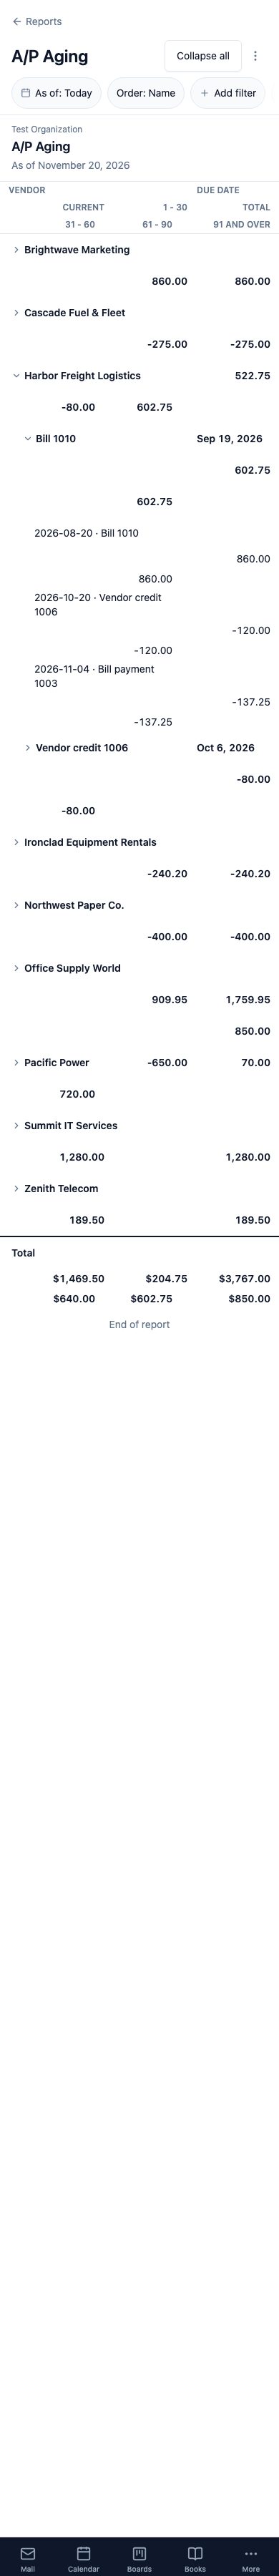 Reports
A/P Aging
Collapse all
As of: Today
Order: Name
Add filter
Test Organization
A/P Aging
As of November 20, 2026
VENDOR DUE DATE
CURRENT 1 - 30 TOTAL
31 - 60 61 - 90 91 AND OVER
Brightwave Marketing
860.00 860.00
Cascade Fuel & Fleet
-275.00 -275.00
Harbor Freight Logistics 522.75
-80.00 602.75
Bill 1010 Sep 19, 2026
602.75
602.75
2026-08-20 · Bill 1010
860.00
860.00
2026-10-20 · Vendor credit
1006
-120.00
-120.00
2026-11-04 · Bill payment
1003
-137.25
-137.25
Vendor credit 1006 Oct 6, 2026
-80.00
-80.00
Ironclad Equipment Rentals
-240.20 -240.20
Northwest Paper Co.
-400.00 -400.00
Office Supply World
909.95 1,759.95
850.00
Pacific Power -650.00 70.00
720.00
Summit IT Services
1,280.00 1,280.00
Zenith Telecom
189.50 189.50
Total
$1,469.50 $204.75 $3,767.00
$640.00 $602.75 $850.00
End of report
Mail
Calendar
Boards
Books
More